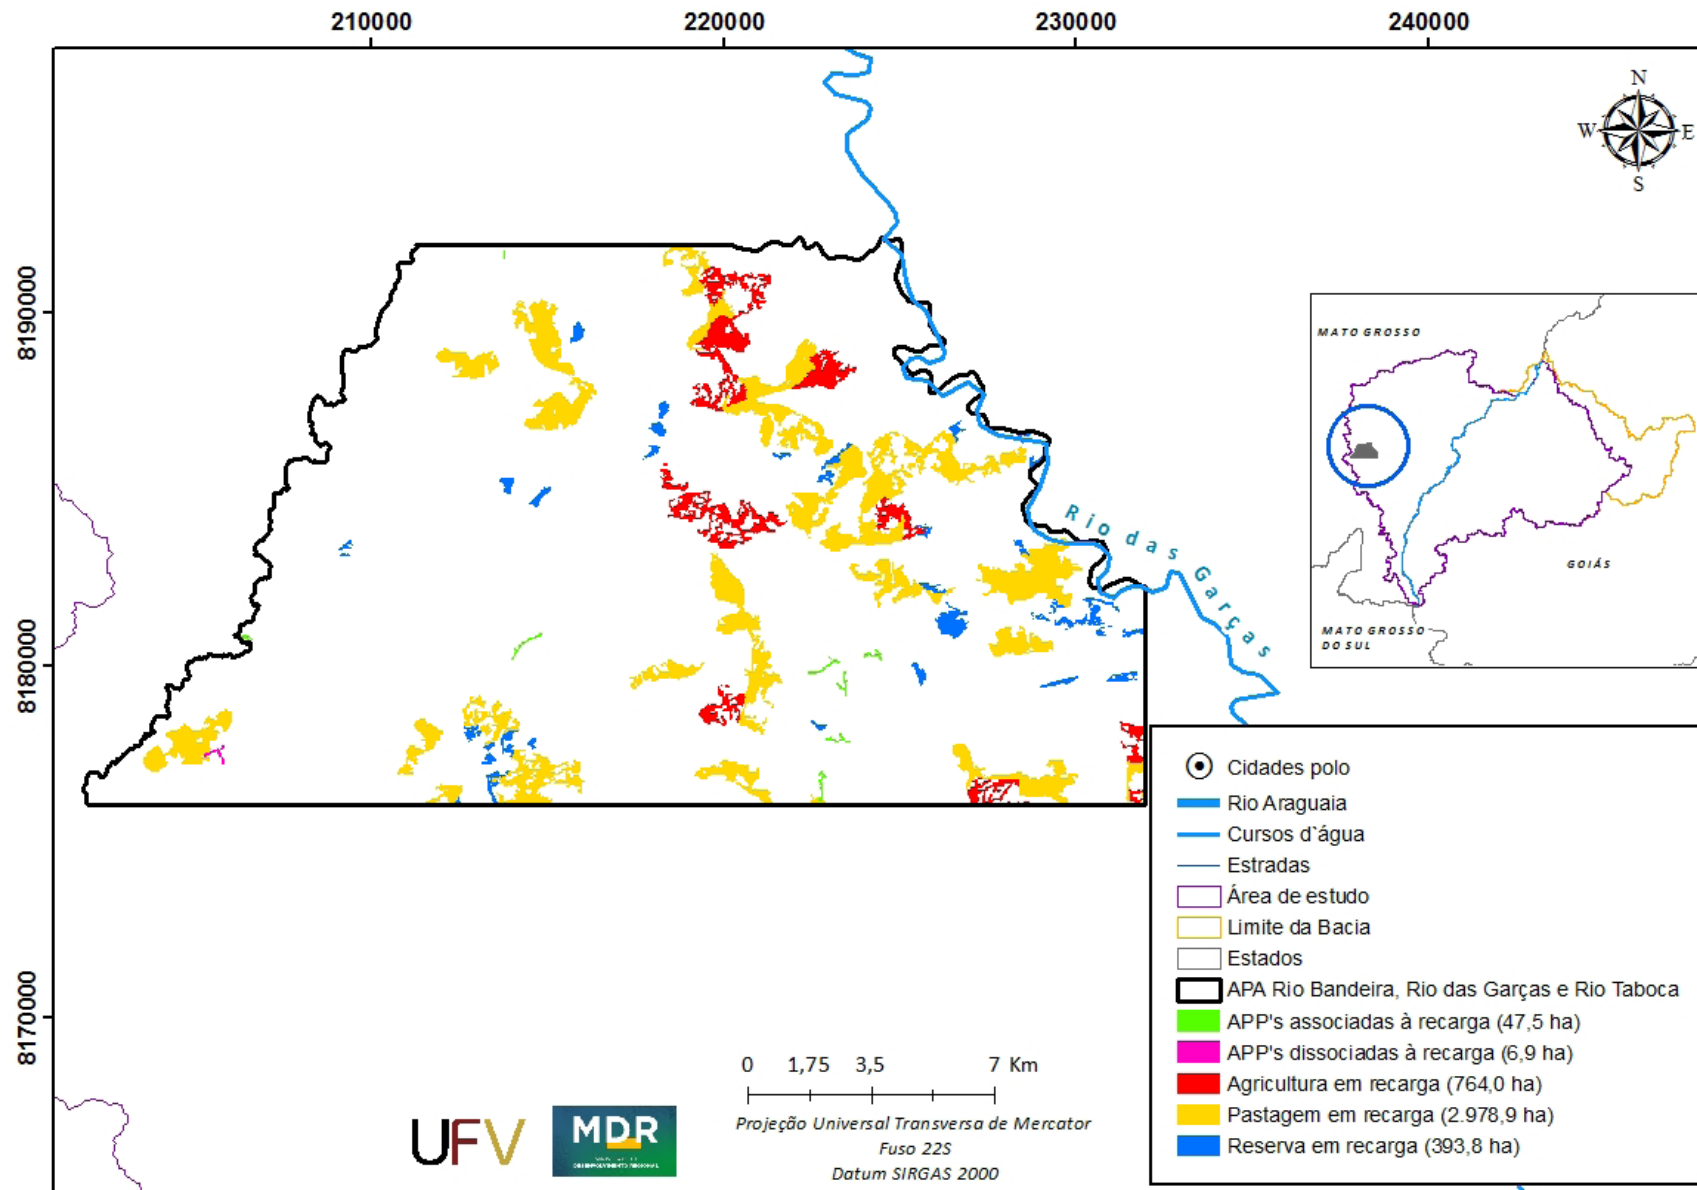 210000
220000
230000
240000
N
W
E
S
8190000
8180000
8170000
MATO GROSSO
GOIÁS
MATO GROSSO
DO SUL
Rio das Garças
Cidades polo
Rio Araguaia
Cursos d`água
Estradas
Área de estudo
Limite da Bacia
Estados
APA Rio Bandeira, Rio das Garças e Rio Taboca
APP's associadas à recarga (47,5 ha)
APP's dissociadas à recarga (6,9 ha)
Agricultura em recarga (764,0 ha)
Pastagem em recarga (2.978,9 ha)
Reserva em recarga (393,8 ha)
0 1,75 3,5 7 Km
Projeção Universal Transversa de Mercator
Fuso 22S
Datum SIRGAS 2000
UFV
MDR
DESENVOLVIMENTO REGIONAL